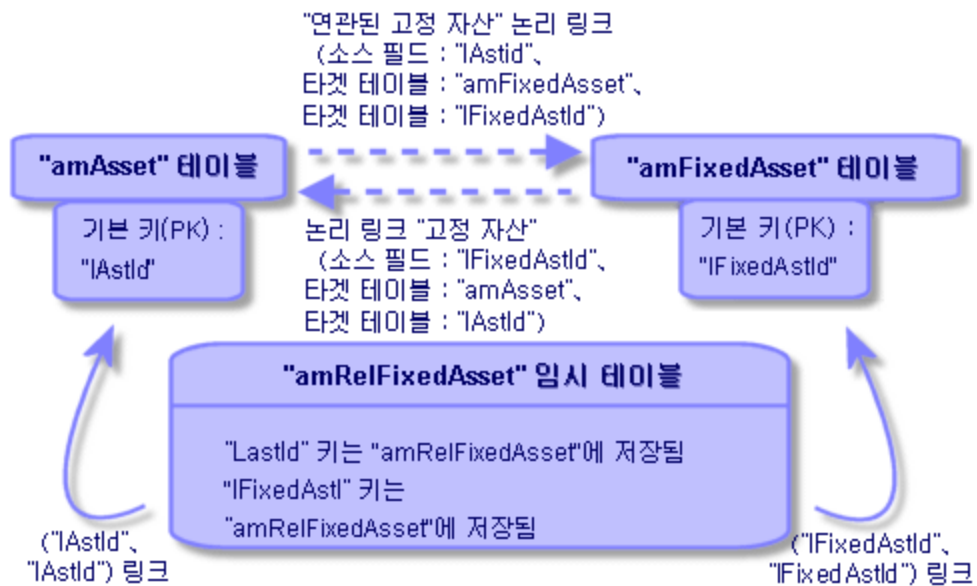 "연관된 고정 자산" 논리 링크
(소스 필드 : "lAstid"、
타겟 테이블 : "amFixedAsset"、
타겟 테이블 : "lFixedAstId")
"amAsset" 테이블
"amFixedAsset" 테이블
기본 키(PK) :
"lAstId"
논리 링크 "고정 자산"
(소스 필드 : "lFixedAstId"、
타겟 테이블 : "amAsset"、
타겟 테이블 : "lAstId")
기본 키(PK) :
"lFixedAstId"
"amRelFixedAsset" 임시 테이블
"LastId" 키는 "amRelFixedAsset"에 저장됨
"lFixedAstl" 키는
"amRelFixedAsset"에 저장됨
("lAstId"、
"lAstId") 링크
("lFixedAstId"、
"lFixedAstId") 링크